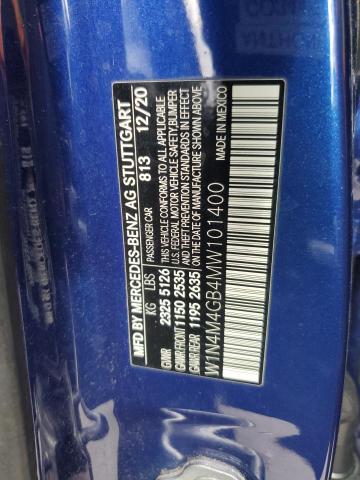 MFD BY MERCEDES-BENZ AG STUTTGART
813 12/20
KG LBS PASSENGER CAR
GVWR 2325 5126 THIS VEHICLE CONFORMS TO ALL APPLICABLE
GAWR FRONT 1150 2535 U.S. FEDERAL MOTOR VEHICLE SAFETY, BUMPER
GAWR REAR 1195 2635 AND THEFT PREVENTION STANDARDS IN EFFECT
ON THE DATE OF MANUFACTURE SHOWN ABOVE
MADE IN MEXICO
W1N4M4GB4MW101400